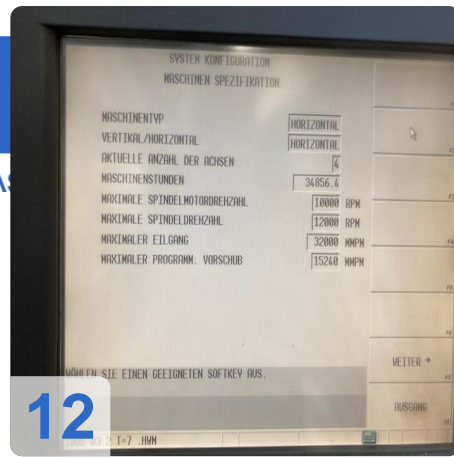 SYSTEM KONFIGURATION
MASCHINEN SPEZIFIKATION
MASCHINENTYP HORIZONTAL
VERTIKAL/HORIZONTAL HORIZONTAL
AKTUELLE ANZAHL DER ACHSEN 4
MASCHINENSTUNDEN 34856.4
MAXIMALE SPINDELMOTORDREHZAHL 10000 RPM
MAXIMALE SPINDELDREHZAHL 12000 RPM
MAXIMALER EILGANG 32000 MMPM
MAXIMALER PROGRAMM. VORSCHUB 15240 MMPM
WÄHLEN SIE EINEN GEEIGNETEN SOFTKEY AUS.
WEITER →
AUSGANG
12
T=7 .HWM